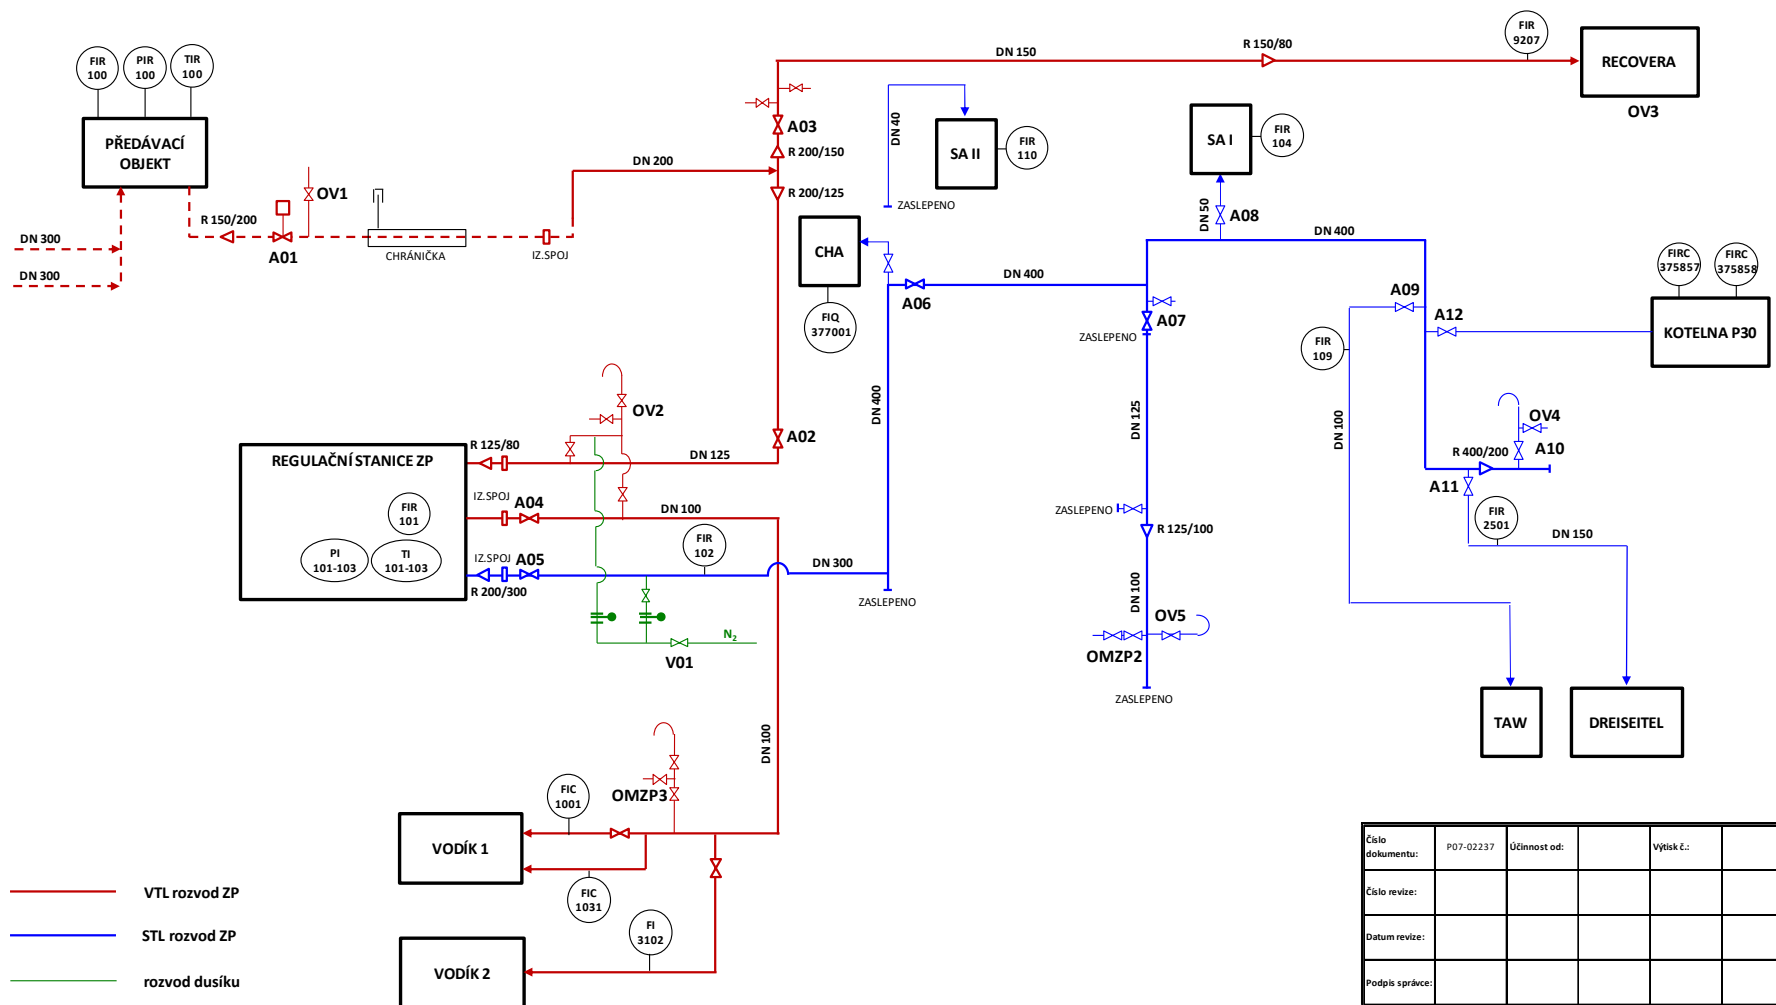 FIR
100
PIR
100
TIR
100
PŘEDÁVACÍ
OBJEKT
DN 300
DN 300
R 150/200
A01
OV1
CHRÁNIČKA
IZ.SPOJ
DN 200
DN 150
R 150/80
FIR
9207
RECOVERA
OV3
A03
R 200/150
R 200/125
DN 40
SA II
FIR
110
ZASLEPENO
SA I
FIR
104
DN 50
A08
CHA
FIQ
377001
A06
DN 400
DN 400
A07
ZASLEPENO
A09
A12
FIRC
375857
FIRC
375858
KOTELNA P30
FIR
109
DN 100
OV2
A02
DN 400
DN 125
OV4
A10
R 400/200
A11
FIR
2501
DN 150
R 125/80
DN 125
REGULAČNÍ STANICE ZP
FIR
101
PI
101-103
TI
101-103
IZ.SPOJ
A04
DN 100
IZ.SPOJ
A05
R 200/300
FIR
102
DN 300
ZASLEPENO
ZASLEPENO
R 125/100
DN 100
OV5
OMZP2
ZASLEPENO
N2
V01
TAW
DREISEITEL
DN 100
OMZP3
FIC
1001
VODÍK 1
FIC
1031
FI
3102
VODÍK 2
VTL rozvod ZP
STL rozvod ZP
rozvod dusíku
Číslo
dokumentu:
P07-02237
Účinnost od:
Výtisk č.:
Číslo revize:
Datum revize:
Podpis správce: